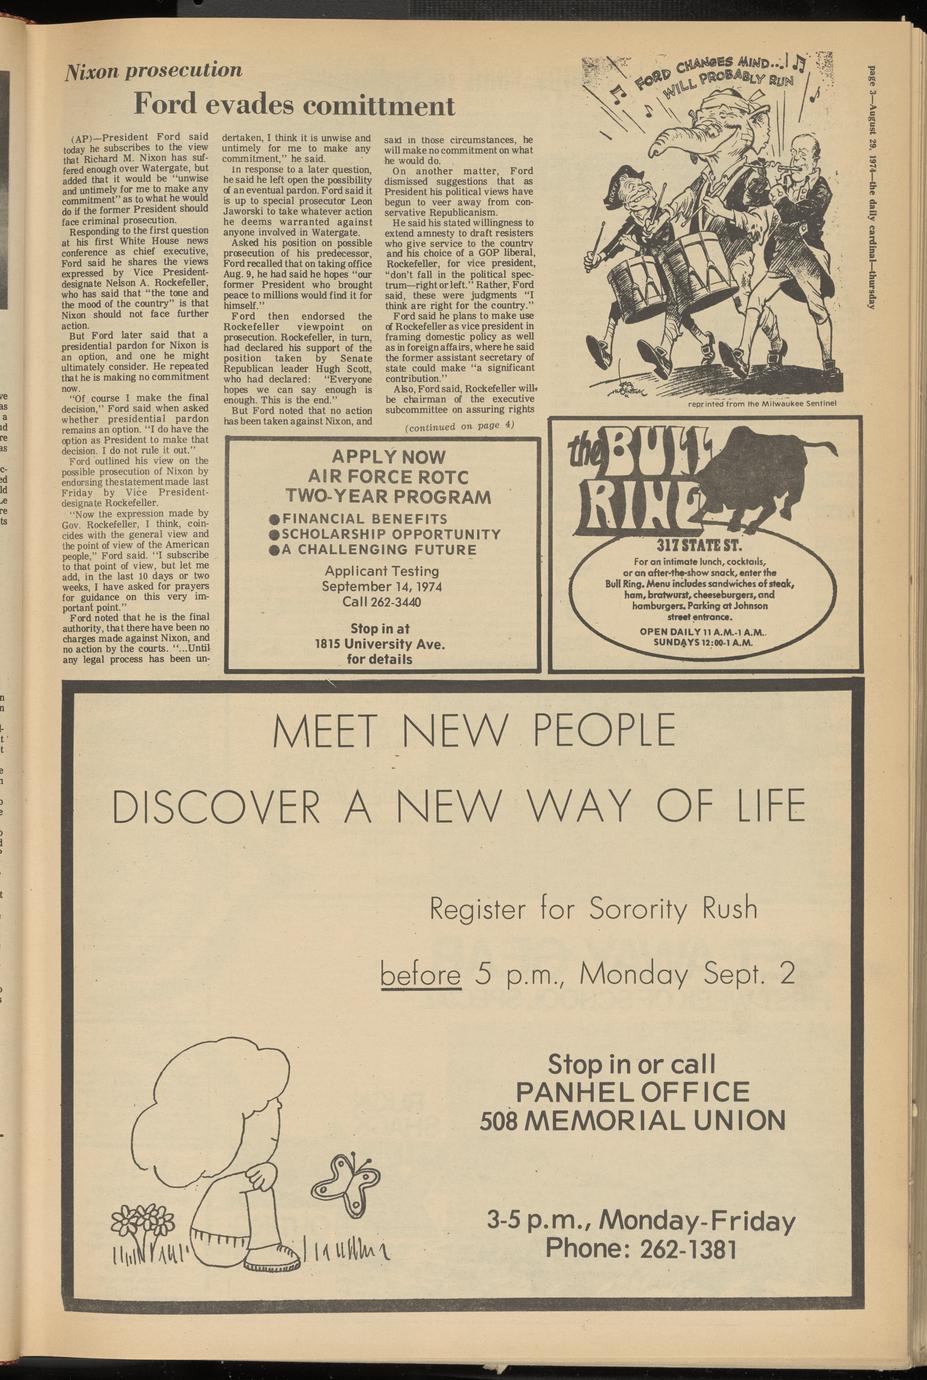 Nixon prosecution
Ford evades comittment
(AP)—President Ford said
today he subscribes to the view
that Richard M. Nixon has suf-
fered enough over Watergate, but
added that it would be "unwise
and untimely for me to make any
commitment" as to what he would
do if the former President should
face criminal prosecution.
Responding to the first question
at his first White House news
conference as chief executive,
Ford said he shares the views
expressed by Vice President-
designate Nelson A. Rockefeller,
who has said that "the tone and
the mood of the country" is that
Nixon should not face further
action.
But Ford later said that a
presidential pardon for Nixon is
an option, and one he might
ultimately consider. He repeated
that he is making no commitment
now.
"Of course I make the final
decision," Ford said when asked
whether presidential pardon
remains an option. "I do have the
option as President to make that
decision. I do not rule it out."
Ford outlined his view on the
possible prosecution of Nixon by
endorsing the statement made last
Friday by Vice President-
designate Rockefeller.
"Now the expression made by
Gov. Rockefeller, I think, coin-
cides with the general view and
the point of view of the American
people," Ford said. "I subscribe
to that point of view, but let me
add, in the last 10 days or two
weeks, I have asked for prayers
for guidance on this very im-
portant point."
Ford noted that he is the final
authority, that there have been no
charges made against Nixon, and
no action by the courts. "...Until
any legal process has been un-
dertaken, I think it is unwise and
untimely for me to make any
commitment," he said.
In response to a later question,
he said he left open the possibility
of an eventual pardon. Ford said it
is up to special prosecutor Leon
Jaworski to take whatever action
he deems warranted against
anyone involved in Watergate.
Asked his position on possible
prosecution of his predecessor,
Ford recalled that on taking office
Aug. 9, he had said he hopes "our
former President who brought
peace to millions would find it for
himself."
Ford then endorsed the
Rockefeller viewpoint on
prosecution. Rockefeller, in turn,
had declared his support of the
position taken by Senate
Republican leader Hugh Scott,
who had declared: "Everyone
hopes we can say enough is
enough. This is the end."
But Ford noted that no action
has been taken against Nixon, and
said in those circumstances, he
will make no commitment on what
he would do.
On another matter, Ford
dismissed suggestions that as
President his political views have
begun to veer away from con-
servative Republicanism.
He said his stated willingness to
extend amnesty to draft resisters
who give service to the country
and his choice of a GOP liberal,
Rockefeller, for vice president,
"don't fall in the political spec-
trum—right or left." Rather, Ford
said, these were judgments "I
think are right for the country."
Ford said he plans to make use
of Rockefeller as vice president in
framing domestic policy as well
as in foreign affairs, where he said
the former assistant secretary of
state could make "a significant
contribution."
Also, Ford said, Rockefeller will
be chairman of the executive
subcommittee on assuring rights
(continued on page 4)
FORD CHANGES MIND...
WILL PROBABLY RUN
reprinted from the Milwaukee Sentinel
page 3—August 29, 1974—the daily cardinal—thursday
APPLY NOW
AIR FORCE ROTC
TWO-YEAR PROGRAM
●FINANCIAL BENEFITS
●SCHOLARSHIP OPPORTUNITY
●A CHALLENGING FUTURE
Applicant Testing
September 14, 1974
Call 262-3440
Stop in at
1815 University Ave.
for details
the BULL
RING
317 STATE ST.
For an intimate lunch, cocktails,
or an after-the-show snack, enter the
Bull Ring. Menu includes sandwiches of steak,
ham, bratwurst, cheeseburgers, and
hamburgers. Parking at Johnson
street entrance.
OPEN DAILY 11 A.M.-1 A.M.
SUNDAYS 12:00-1 A.M.
MEET NEW PEOPLE
DISCOVER A NEW WAY OF LIFE
Register for Sorority Rush
before 5 p.m., Monday Sept. 2
Stop in or call
PANHEL OFFICE
508 MEMORIAL UNION
3-5 p.m., Monday-Friday
Phone: 262-1381